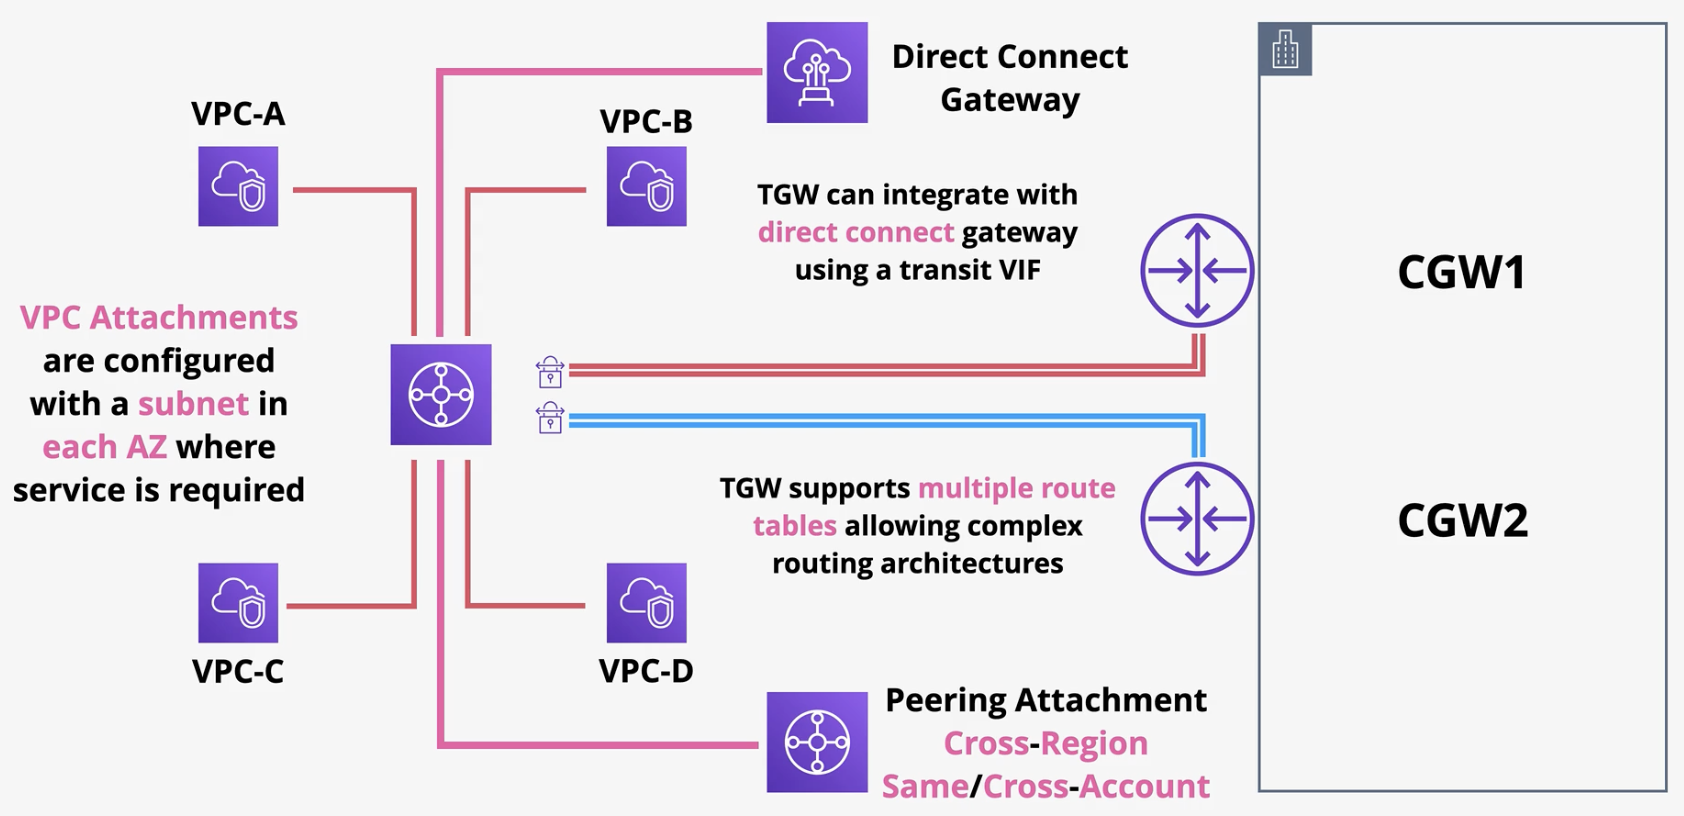 Direct Connect
Gateway
VPC-A
VPC-B
TGW can integrate with
direct connect gateway
using a transit VIF
CGW1
VPC Attachments
are configured
with a subnet in
each AZ where
service is required
TGW supports multiple route
tables allowing complex
routing architectures
CGW2
VPC-C
VPC-D
Peering Attachment
Cross-Region
Same/Cross-Account